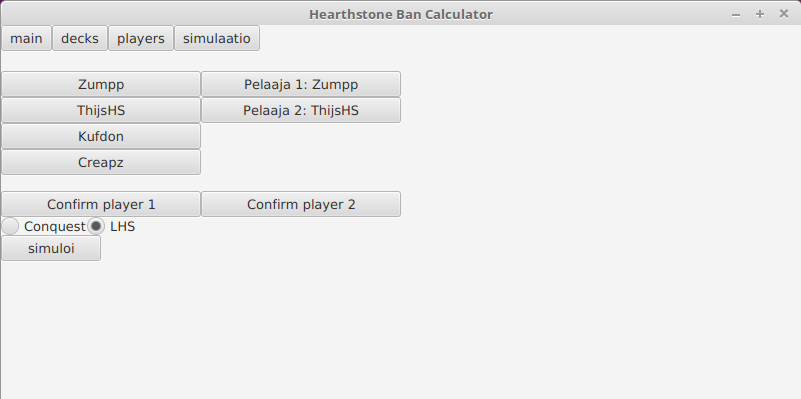 Hearthstone Ban Calculator
main decks players simulaatio
Zumpp Pelaaja 1: Zumpp
ThijsHS Pelaaja 2: ThijsHS
Kufdon
Creapz
Confirm player 1 Confirm player 2
Conquest LHS
simuloi